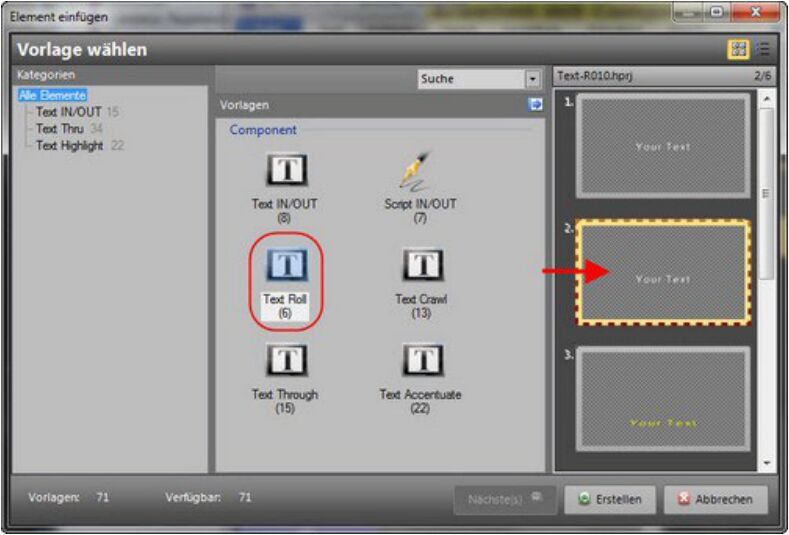 Element einfügen
Vorlage wählen
Kategorien
Alle Elemente
Text IN/OUT 15
Text Thru 34
Text Highlight 22
Suche
Vorlagen
Component
Text IN/OUT
(8)
Script IN/OUT
(7)
Text Roll
(6)
Text Crawl
(13)
Text Through
(15)
Text Accentuate
(22)
Text-R010.hprj 2/6
1.
Your Text
2.
Your Text
3.
Your Text
Vorlagen: 71 Verfügbar: 71
Nächste(s) Erstellen Abbrechen